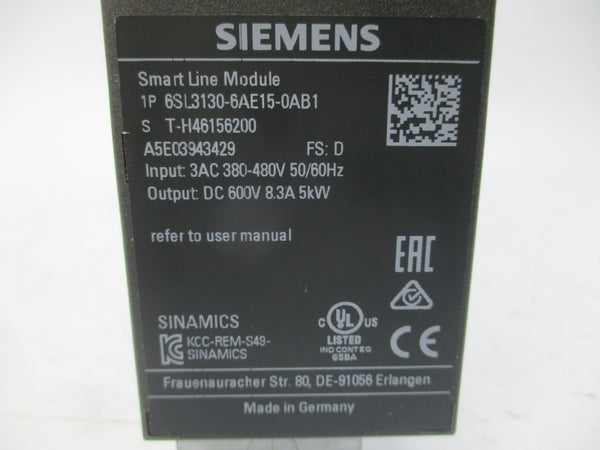 SIEMENS
Smart Line Module
1P 6SL3130-6AE15-0AB1
S T-H46156200
A5E03943429 FS: D
Input: 3AC 380-480V 50/60Hz
Output: DC 600V 8.3A 5kW
refer to user manual
EAC
SINAMICS
KCC-REM-S49-
SINAMICS
C UL US
LISTED
IND CONT EQ
65BA
CE
Frauenauracher Str. 80, DE-91056 Erlangen
Made in Germany